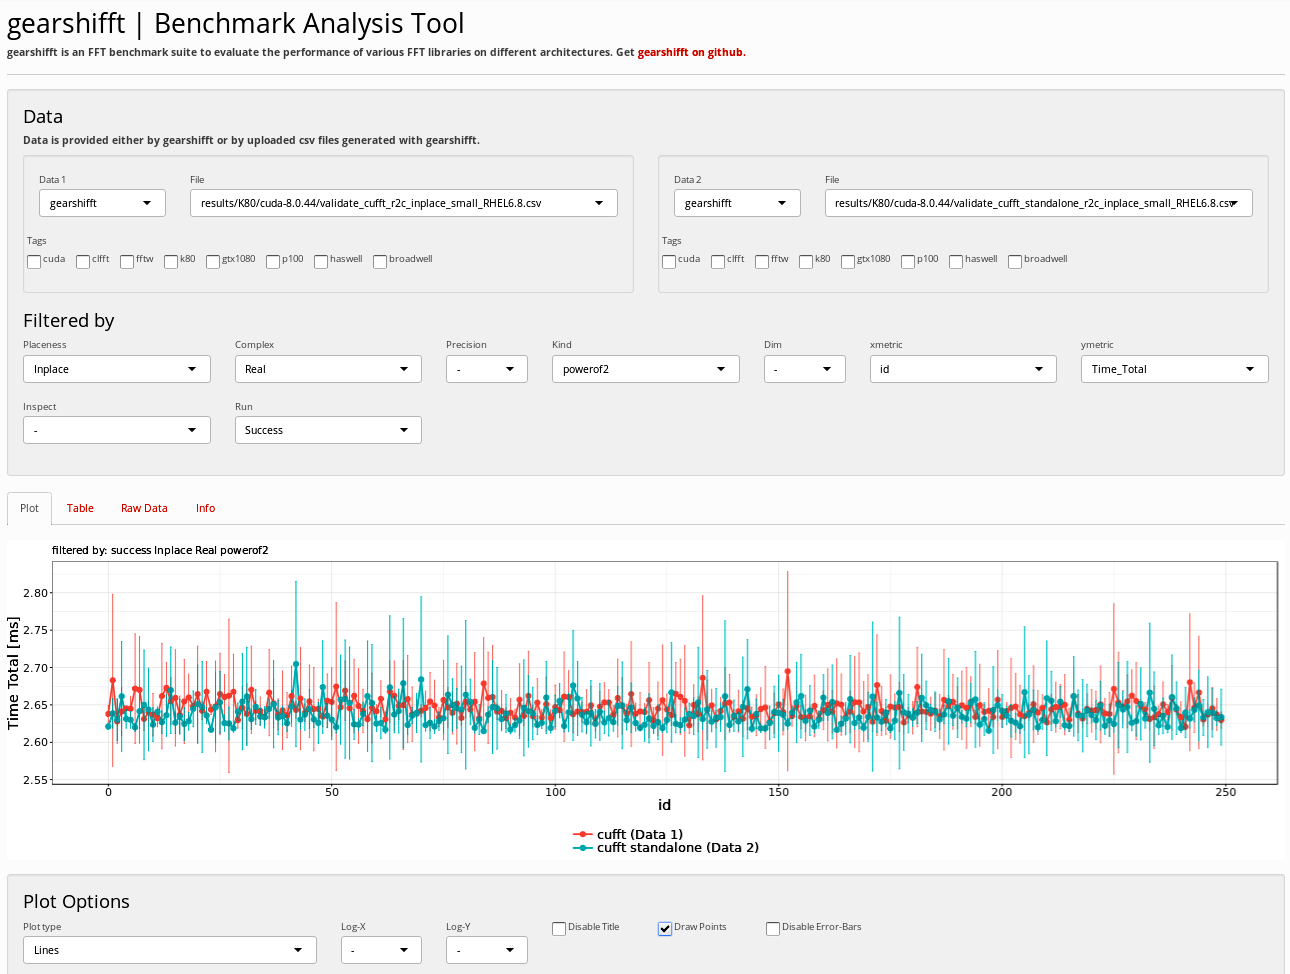 gearshifft | Benchmark Analysis Tool
gearshifft is an FFT benchmark suite to evaluate the performance of various FFT libraries on different architectures. Get gearshifft on github.
Data
Data is provided either by gearshifft or by uploaded csv files generated with gearshifft.
Data 1 File Data 2 File
gearshifft results/K80/cuda-8.0.44/validate_cufft_r2c_inplace_small_RHEL6.8.csv gearshifft results/K80/cuda-8.0.44/validate_cufft_standalone_r2c_inplace_small_RHEL6.8.csv
Tags Tags
cuda clfft fftw k80 gtx1080 p100 haswell broadwell cuda clfft fftw k80 gtx1080 p100 haswell broadwell
Filtered by
Placeness Complex Precision Kind Dim xmetric ymetric
Inplace Real - powerof2 - id Time_Total
Inspect Run
- Success
Plot Table Raw Data Info
filtered by: success Inplace Real powerof2
2.80
2.75
2.70
2.65
2.60
2.55
Time Total [ms]
0 50 100 150 200 250
id
cufft (Data 1)
cufft standalone (Data 2)
Plot Options
Plot type Log-X Log-Y Disable Title Draw Points Disable Error-Bars
Lines - -